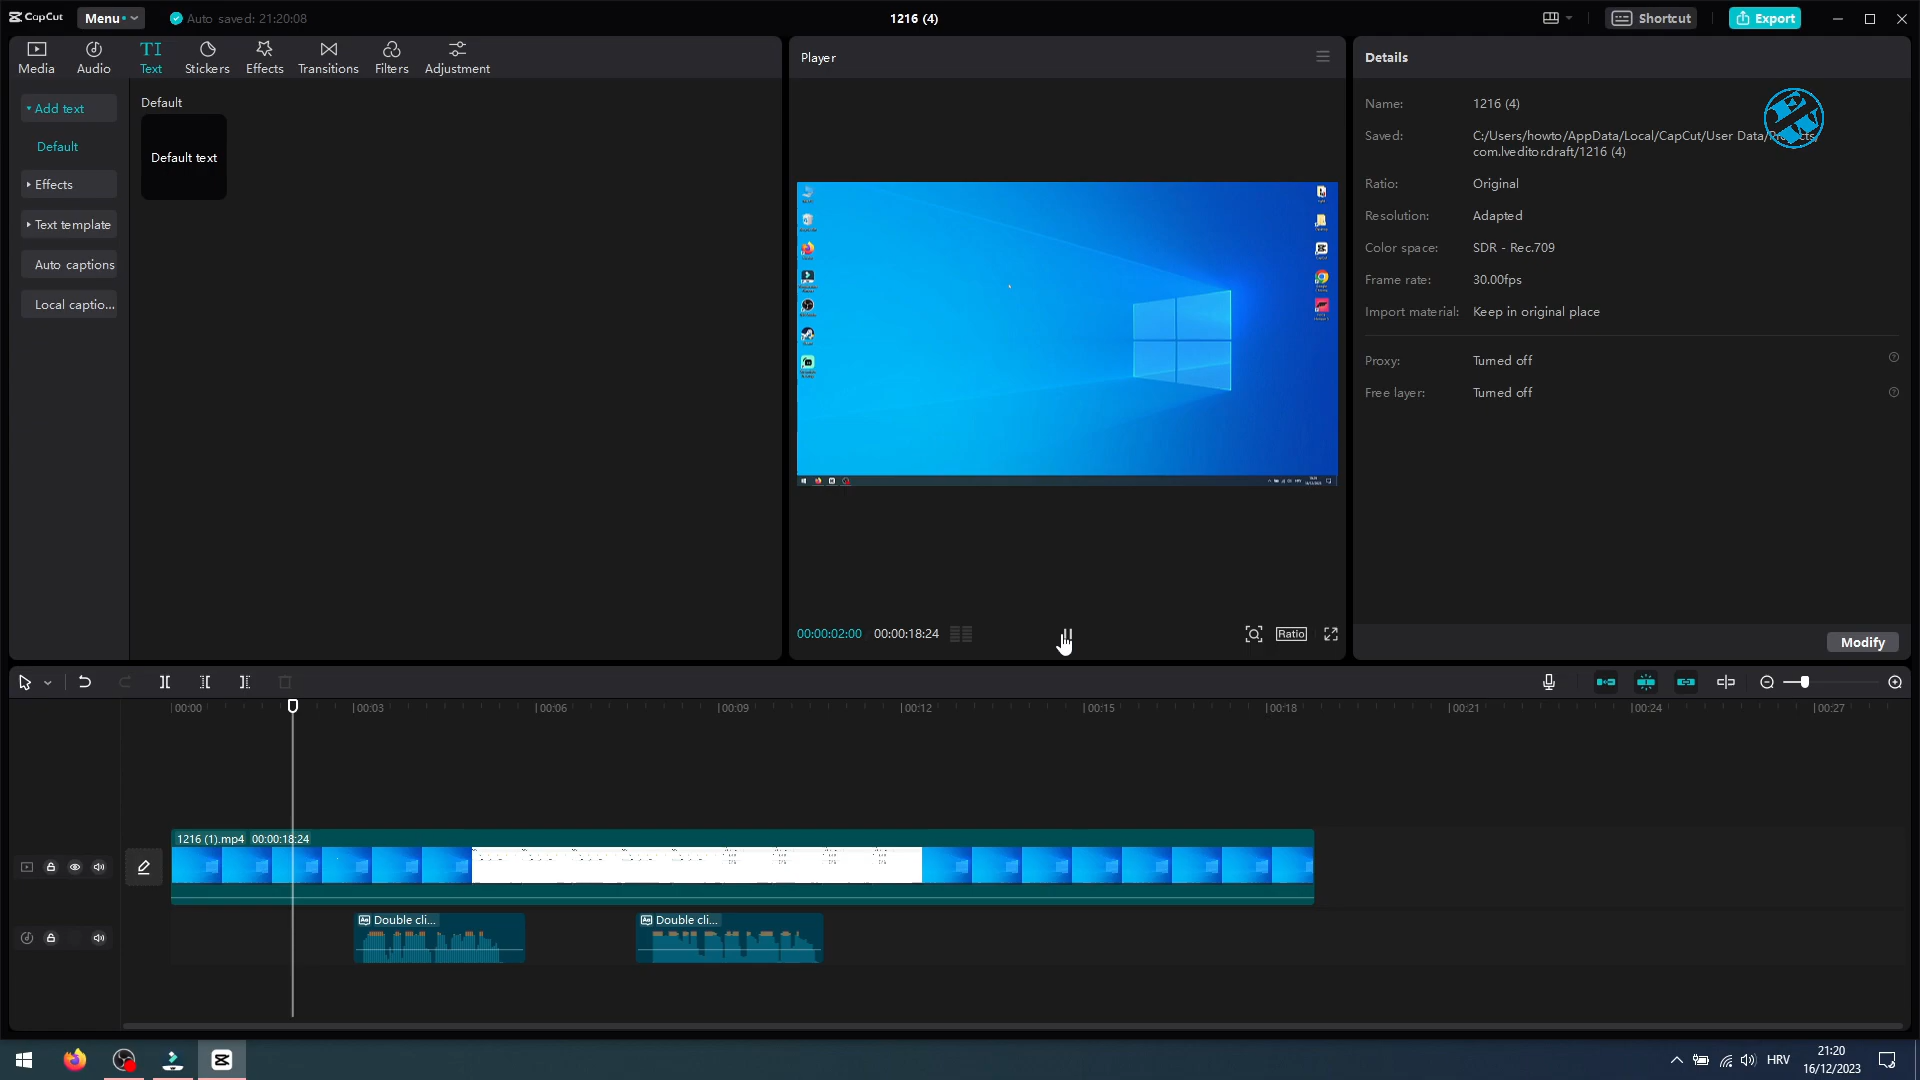 CapCut
Menu
Auto saved: 21:20:08
1216 (4)
Shortcut
Export
Media
Audio
TI
Text
Stickers
Effects
Transitions
Filters
Adjustment
Add text
Default
Effects
Text template
Auto captions
Local captio...
Default
Default text
Player
00:00:02:00
00:00:18:24
Ratio
Details
Name:
1216 (4)
Saved:
C:/Users/howto/AppData/Local/CapCut/User Data/Projects/
com.lveditor.draft/1216 (4)
Ratio:
Original
Resolution:
Adapted
Color space:
SDR - Rec.709
Frame rate:
30.00fps
Import material:
Keep in original place
Proxy:
Turned off
Free layer:
Turned off
Modify
00:00
00:03
00:06
00:09
00:12
00:15
00:18
00:21
00:24
00:27
1216 (1).mp4 00:00:18:24
Double cli...
Double cli...
HRV
21:20
16/12/2023